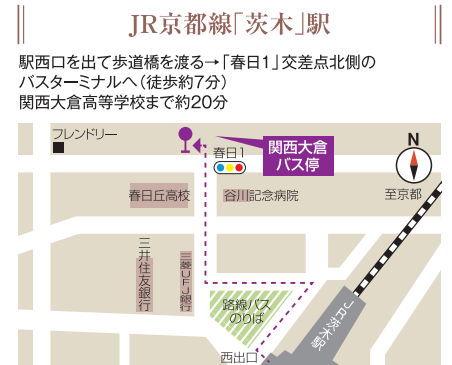 JR京都線「茨木」駅
駅西口を出て歩道橋を渡る→「春日1」交差点北側の
バスターミナルへ（徒歩約7分）
関西大倉高等学校まで約20分
フレンドリー
関西大倉
バス停
N
春日1
至京都
春日丘高校
谷川記念病院
三井住友銀行
三菱UFJ銀行
路線バス
のりば
JR茨木駅
西出口